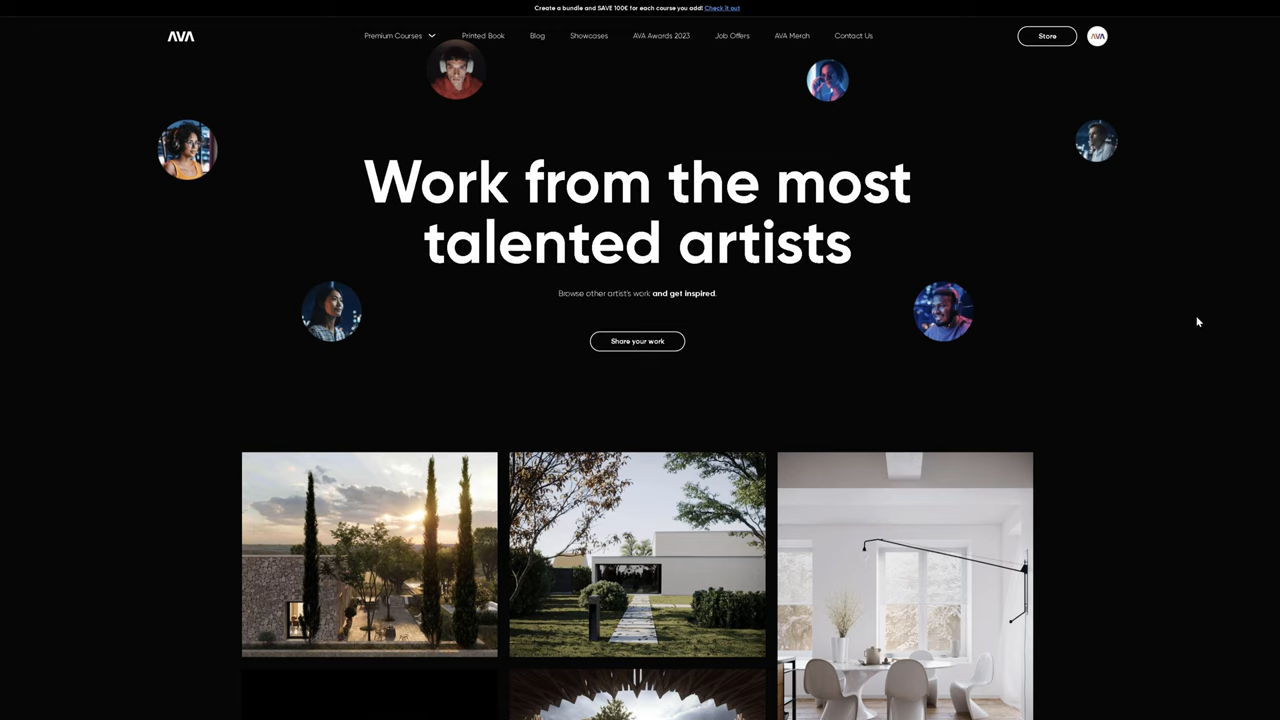 Create a bundle and SAVE 100€ for each course you add! Check it out
AVA
Premium Courses
Printed Book
Blog
Showcases
AVA Awards 2023
Job Offers
AVA Merch
Contact Us
Store
AVA
Work from the most
talented artists
Browse other artist's work and get inspired.
Share your work